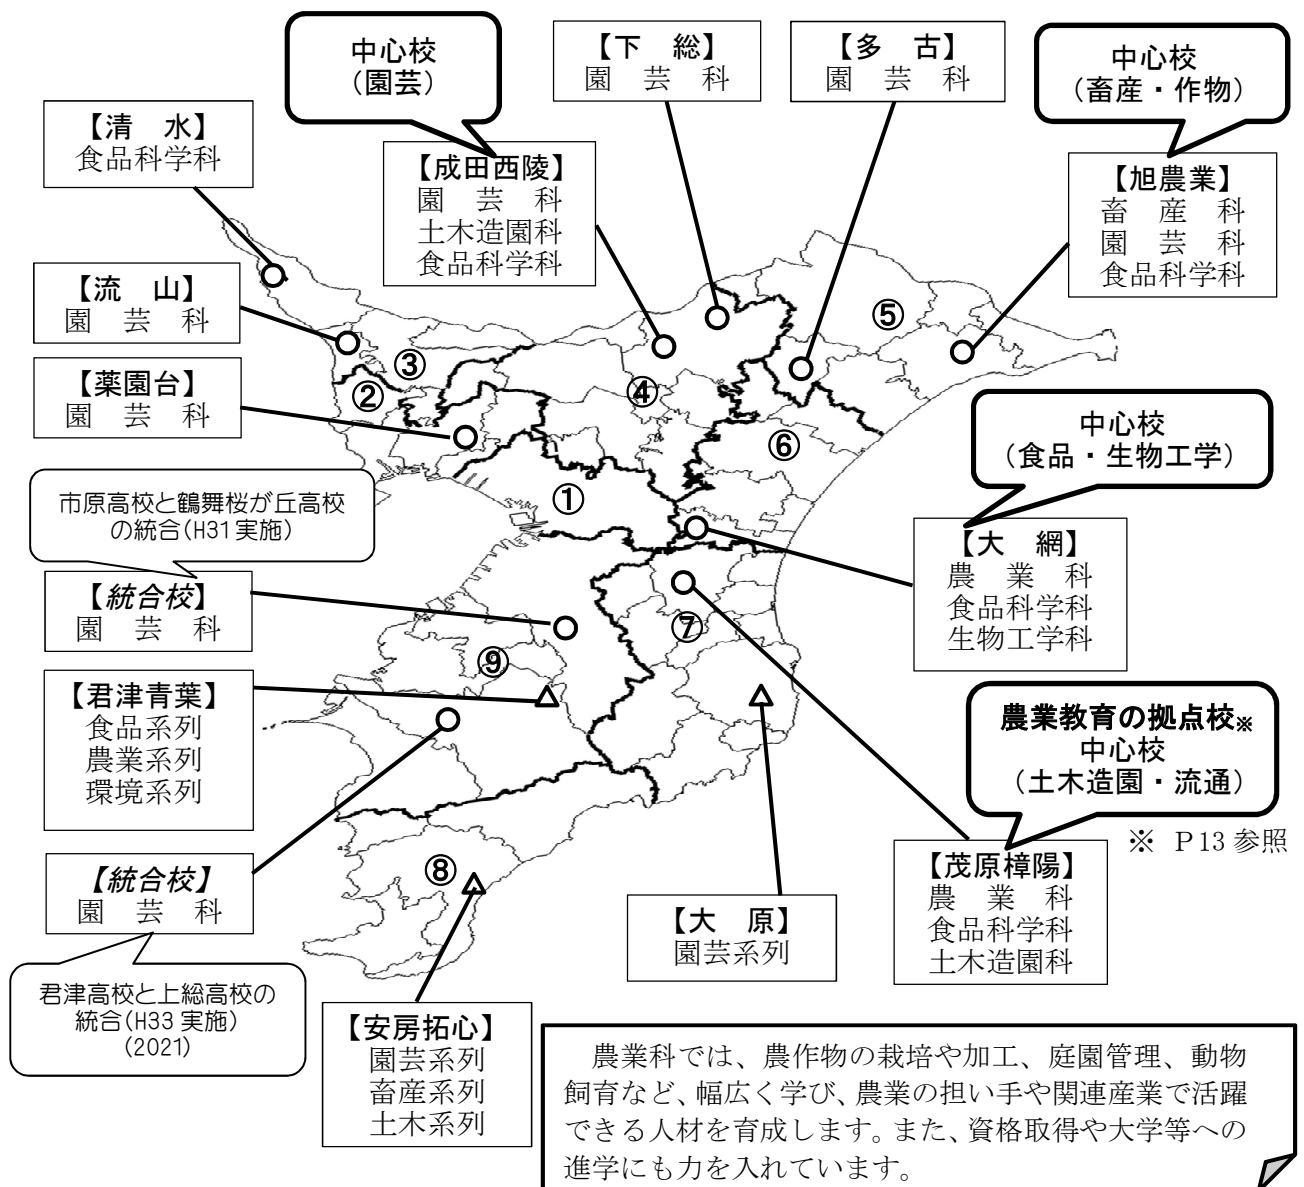 中心校
(園芸)
【下　総】
園　芸　科
【多　古】
園　芸　科
中心校
(畜産・作物)
【清　水】
食品科学科
【成田西陵】
園　芸　科
土木造園科
食品科学科
【旭農業】
畜　産　科
園　芸　科
食品科学科
【流　山】
園　芸　科
【薬園台】
園　芸　科
⑤
③
②
④
⑥
①
中心校
(食品・生物工学)
市原高校と鶴舞桜が丘高校
の統合(H31実施)
【大　網】
農　業　科
食品科学科
生物工学科
【統合校】
園　芸　科
⑦
⑨
【君津青葉】
食品系列
農業系列
環境系列
農業教育の拠点校※
中心校
(土木造園・流通)
※　P13参照
【統合校】
園　芸　科
⑧
【茂原樟陽】
農　業　科
食品科学科
土木造園科
【大　原】
園芸系列
君津高校と上総高校の
統合(H33実施)
(2021)
【安房拓心】
園芸系列
畜産系列
土木系列
農業科では、農作物の栽培や加工、庭園管理、動物
飼育など、幅広く学び、農業の担い手や関連産業で活躍
できる人材を育成します。また、資格取得や大学等への
進学にも力を入れています。